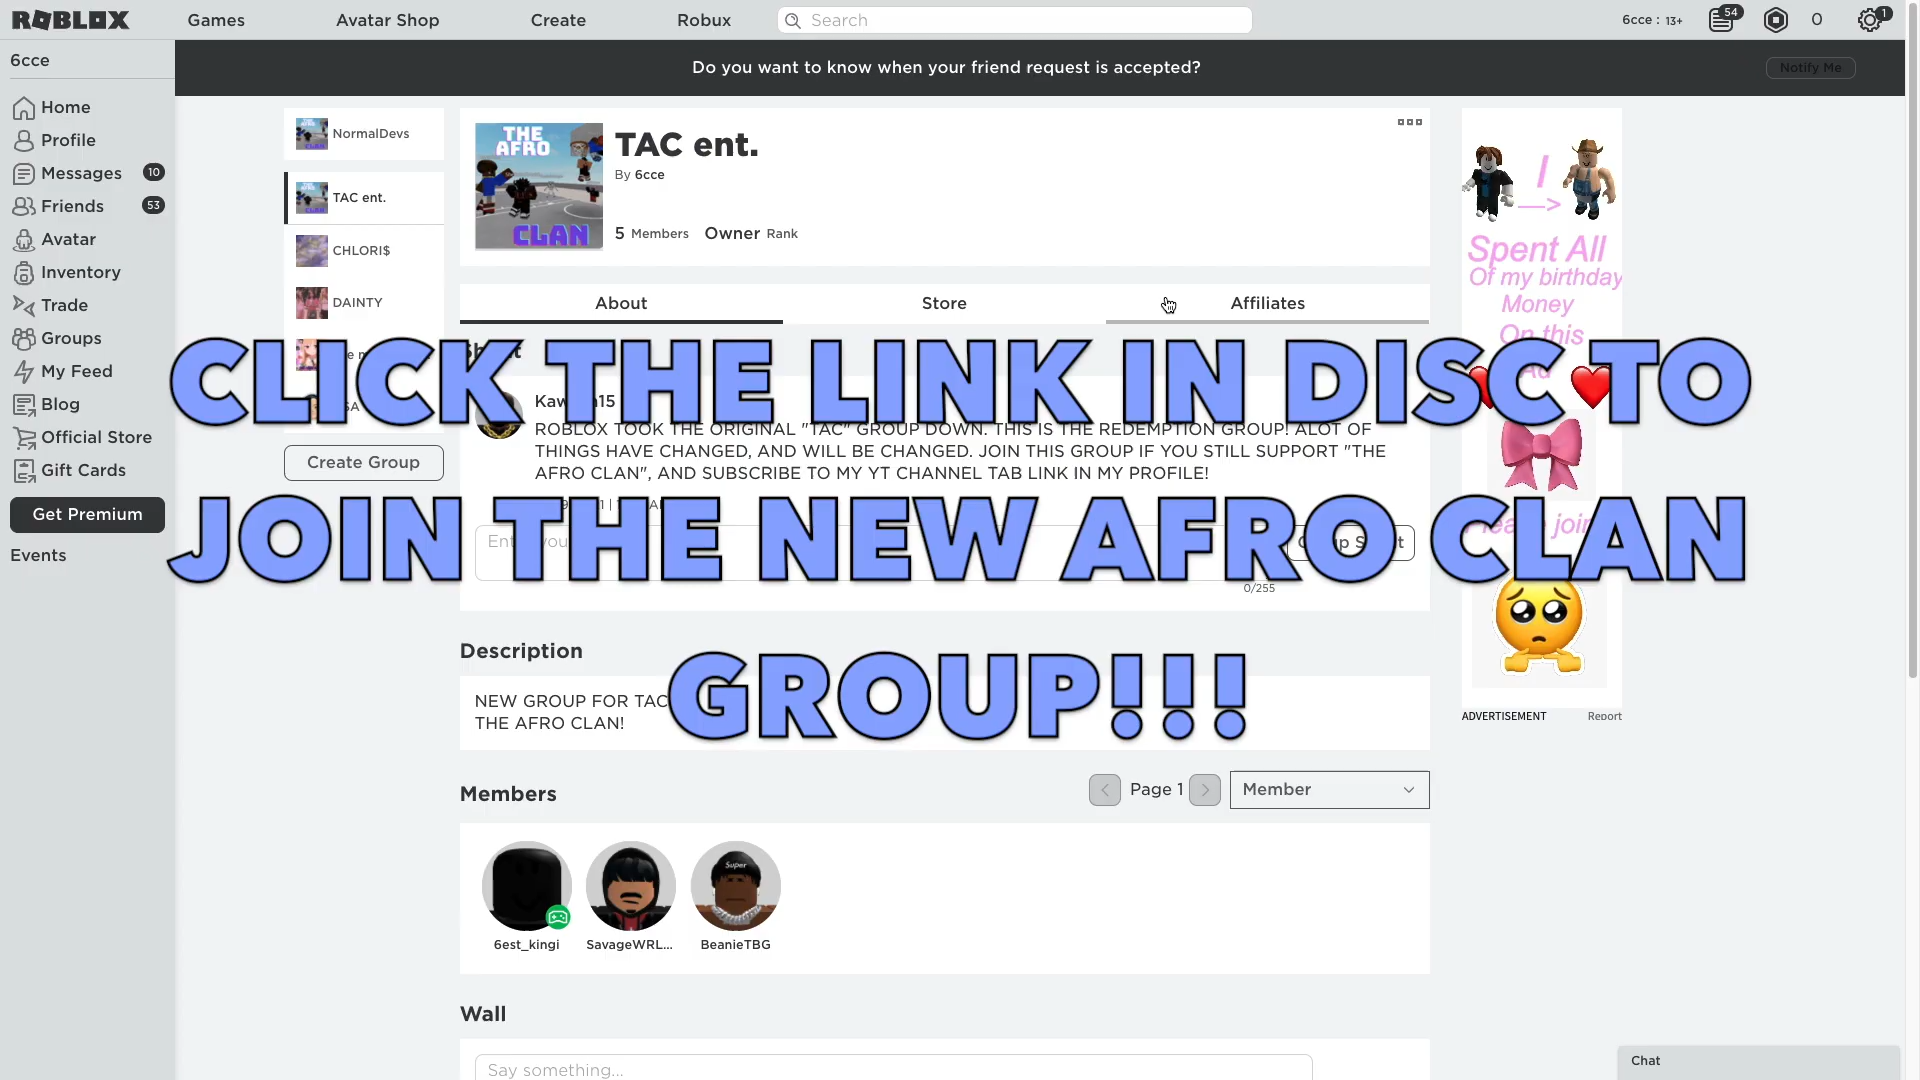 ROBLOX
Games
Avatar Shop
Create
Robux
Search
6cce : 13+
54
0
1
6cce
Do you want to know when your friend request is accepted?
Notify Me
Home
Profile
Messages 10
Friends 53
Avatar
Inventory
Trade
Groups
My Feed
Blog
Official Store
Gift Cards
Get Premium
Events
NormalDevs
TAC ent.
CHLORI$
DAINTY
Create Group
THE
AFRO
CLAN
TAC ent.
By 6cce
5 Members Owner Rank
About
Store
Affiliates
CLICK THE LINK IN DISC TO
JOIN THE NEW AFRO CLAN
GROUP!!!
ROBLOX TOOK THE ORIGINAL "TAC" GROUP DOWN. THIS IS THE REDEMPTION GROUP! ALOT OF
THINGS HAVE CHANGED, AND WILL BE CHANGED. JOIN THIS GROUP IF YOU STILL SUPPORT "THE
AFRO CLAN", AND SUBSCRIBE TO MY YT CHANNEL TAB LINK IN MY PROFILE!
0/255
Description
NEW GROUP FOR TAC
THE AFRO CLAN!
Members
Page 1
Member
Super
6est_kingi
SavageWRL...
BeanieTBG
Wall
Say something...
I
-->
Spent All
Of my birthday
Money
On this
ADVERTISEMENT
Report
Chat